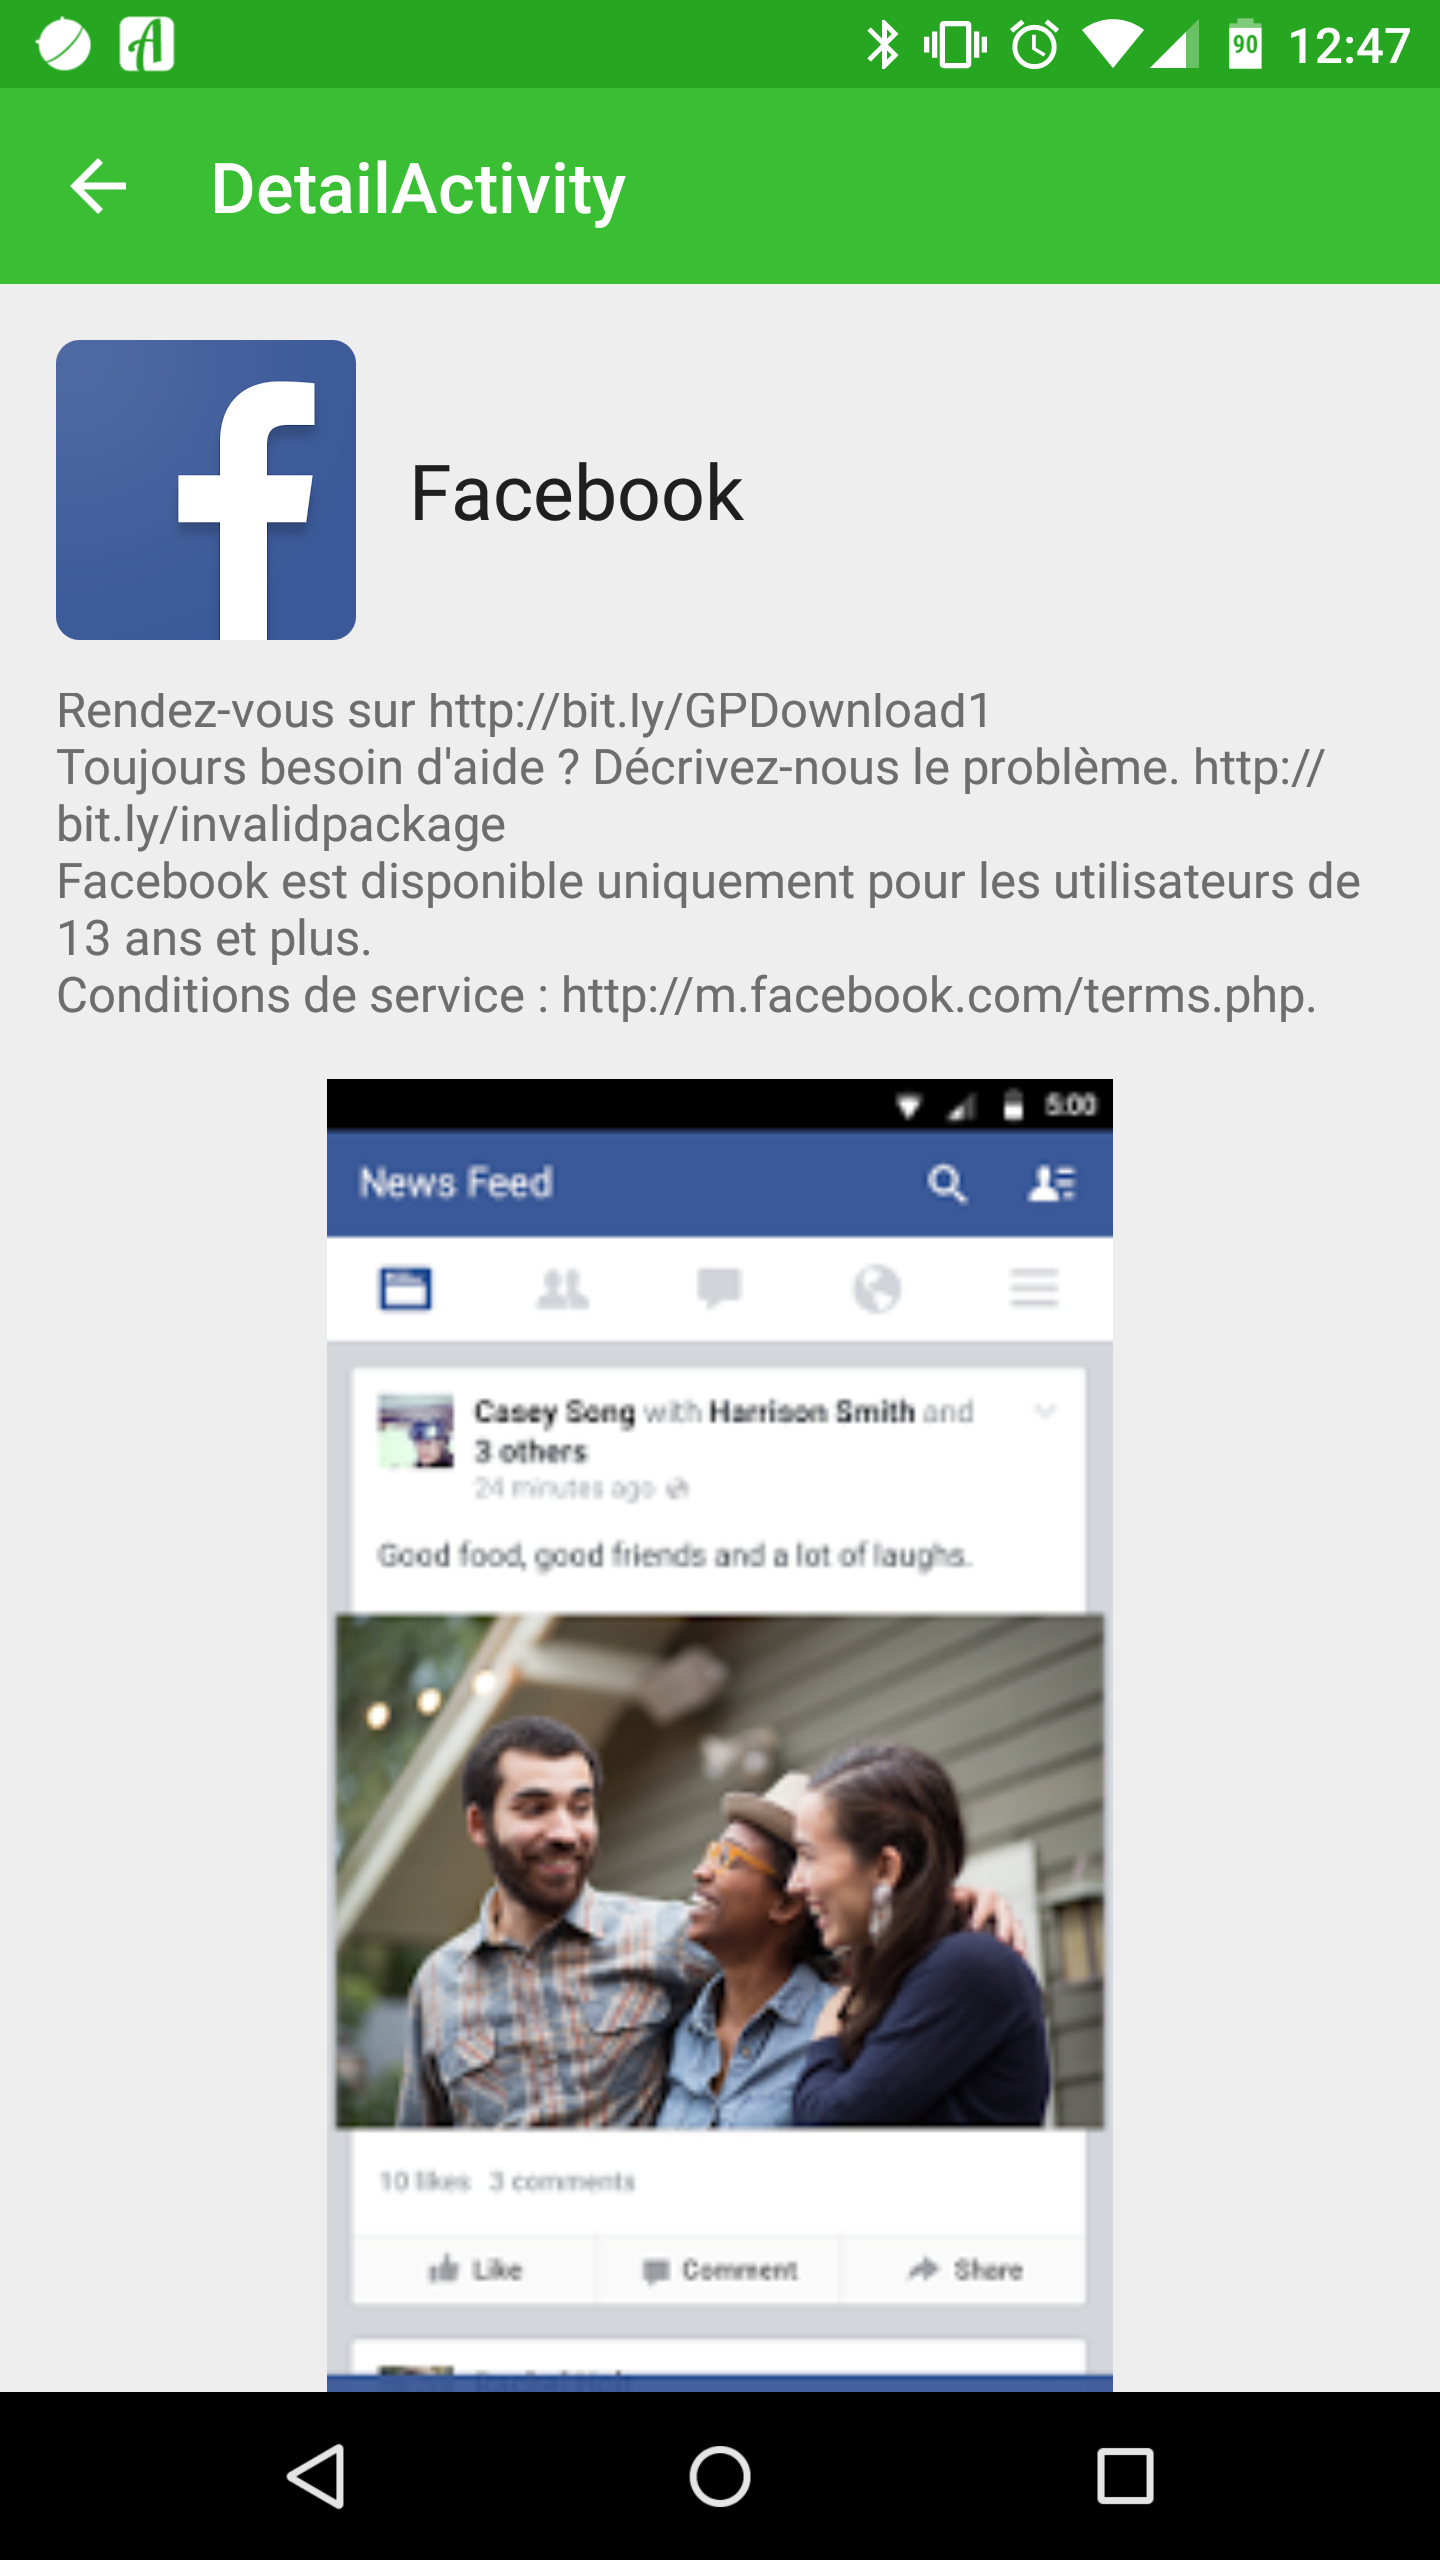 90 12:47
DetailActivity
Facebook
Rendez-vous sur http://bit.ly/GPDownload1
Toujours besoin d'aide ? Décrivez-nous le problème. http://
bit.ly/invalidpackage
Facebook est disponible uniquement pour les utilisateurs de
13 ans et plus.
Conditions de service : http://m.facebook.com/terms.php.
5:00
News Feed
Casey Song with Harrison Smith and
3 others
24 minutes ago
Good food, good friends and a lot of laughs.
10 likes 3 comments
Like Comment Share